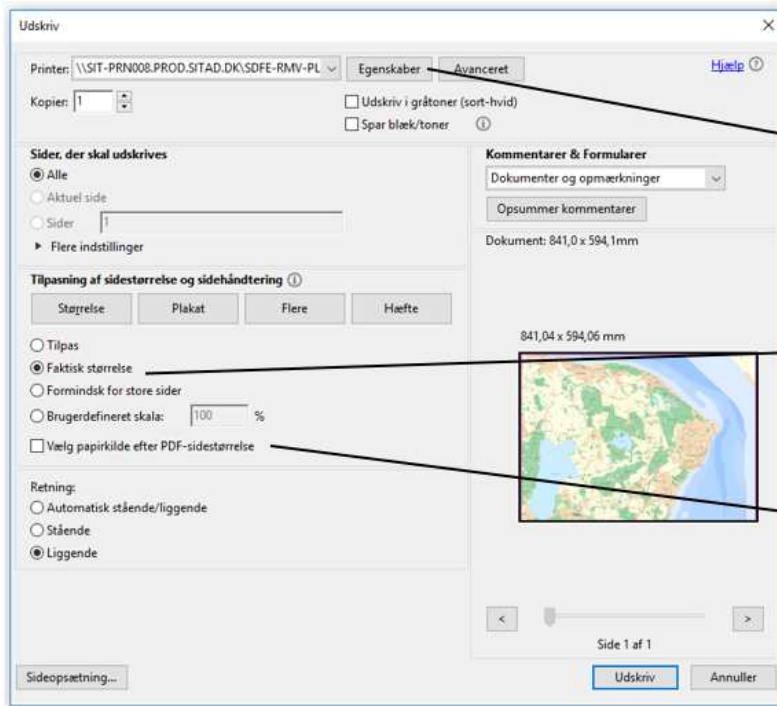 Udskriv
Printer: \\SIT-PRN008.PROD.SITAD.DK\SDFE-RMV-PL Egenskaber Avanceret Hjælp
Kopier: 1 Udskriv i gråtoner (sort-hvid)
Spar blæk/toner
Sider, der skal udskrives
Alle
Aktuel side
Sider 1
Flere indstillinger
Tilpasning af sidestørrelse og sidehåndtering
Størrelse Plakat Flere Hæfte
Tilpas
Faktisk størrelse
Formindsk for store sider
Brugerdefineret skala: 100 %
Vælg papirkilde efter PDF-sidestørrelse
Retning:
Automatisk stående/liggende
Stående
Liggende
Kommentarer & Formularer
Dokumenter og opmærkninger
Opsummer kommentarer
Dokument: 841,0 x 594,1mm
841,04 x 594,06 mm
< >
Side 1 af 1
Sideopsætning... Udskriv Annuller